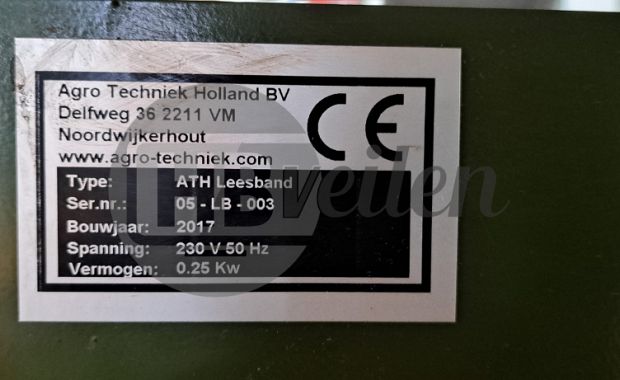 Agro Techniek Holland BV
Delfweg 36 2211 VM
Noordwijkerhout
www.agro-techniek.com
CE
Type: ATH Leesband
Ser.nr.: 05 - LB - 003
Bouwjaar: 2017
Spanning: 230 V 50 Hz
Vermogen: 0.25 Kw
veilen